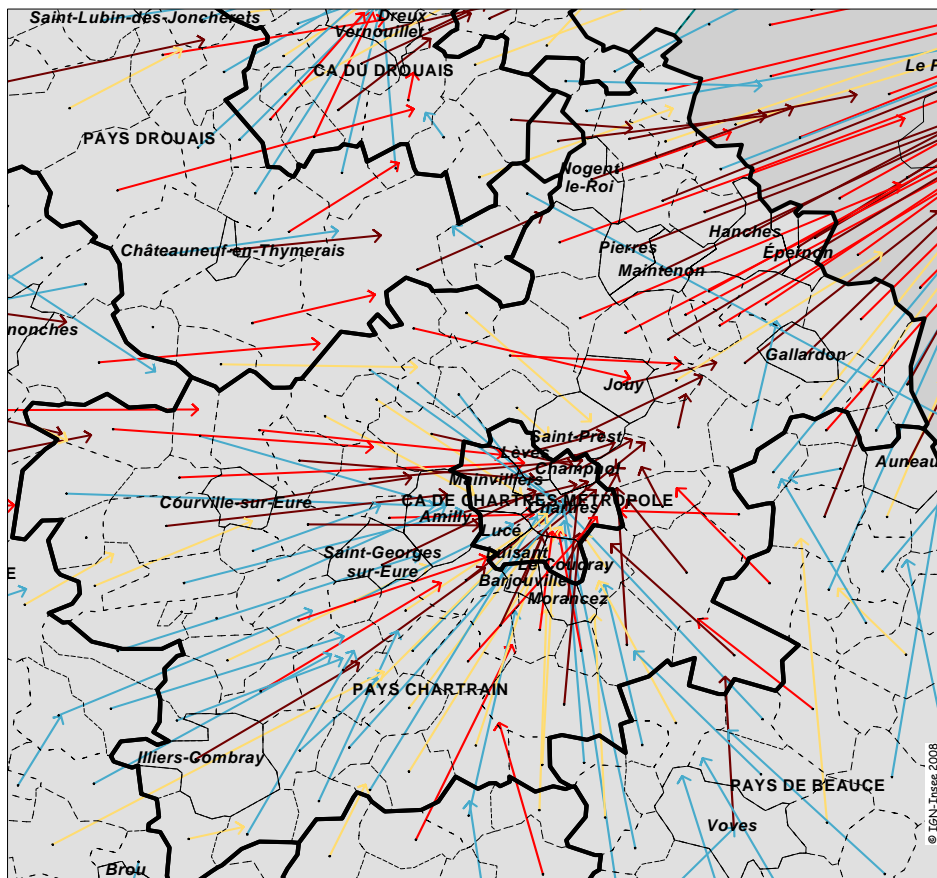 Saint-Lubin-des-Joncherets
Dreux
Vernouillet
CA DU DROUAIS
PAYS DROUAIS
Nogent
le-Roi
Châteauneuf-en-Thymerais
Pierres
Maintenon
Hanches
Épernon
nonches
Gallardon
Jouy
Saint-Prest
Lèves
Champhol
Mainvilliers
CA DE CHARTRES METROPOLE
Chartres
Amilly
Courville-sur-Eure
Auneau
Lucé
Luisant
Le Coudray
Saint-Georges
sur-Eure
Barjouville
Morancez
E
PAYS CHARTRAIN
Illiers-Combray
PAYS DE BEAUCE
Voves
Brou
© IGN-Insee 2008